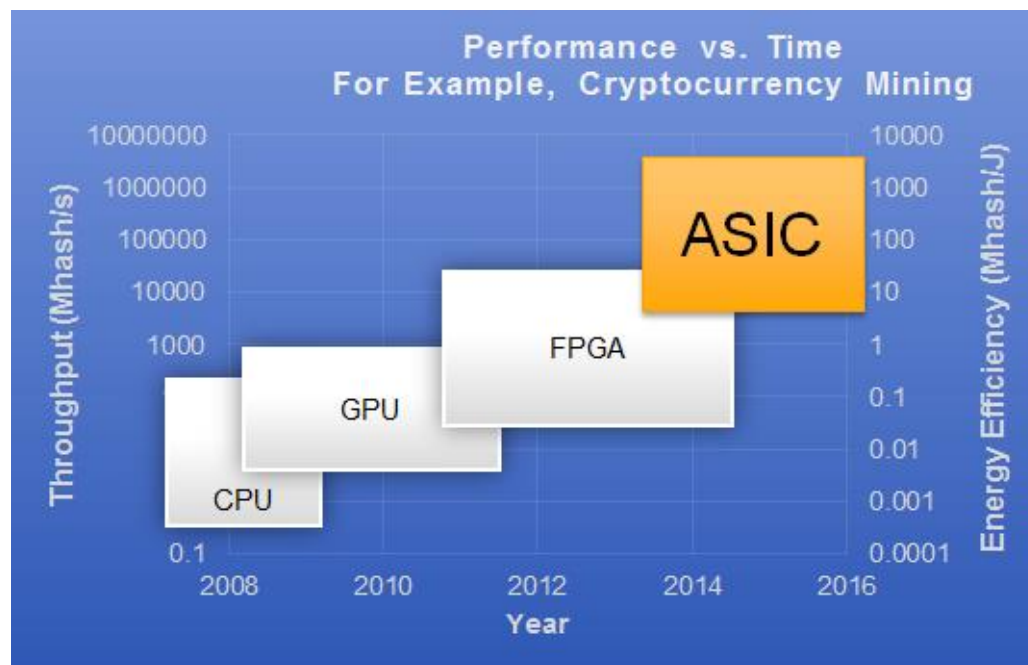 Performance vs. Time
For Example, Cryptocurrency Mining
Throughput (Mhash/s)
10000000
1000000
100000
10000
1000
0.1
ASIC
FPGA
GPU
CPU
10000
1000
100
10
1
0.1
0.01
0.001
0.0001
Energy Efficiency (Mhash/J)
2008 2010 2012 2014 2016
Year